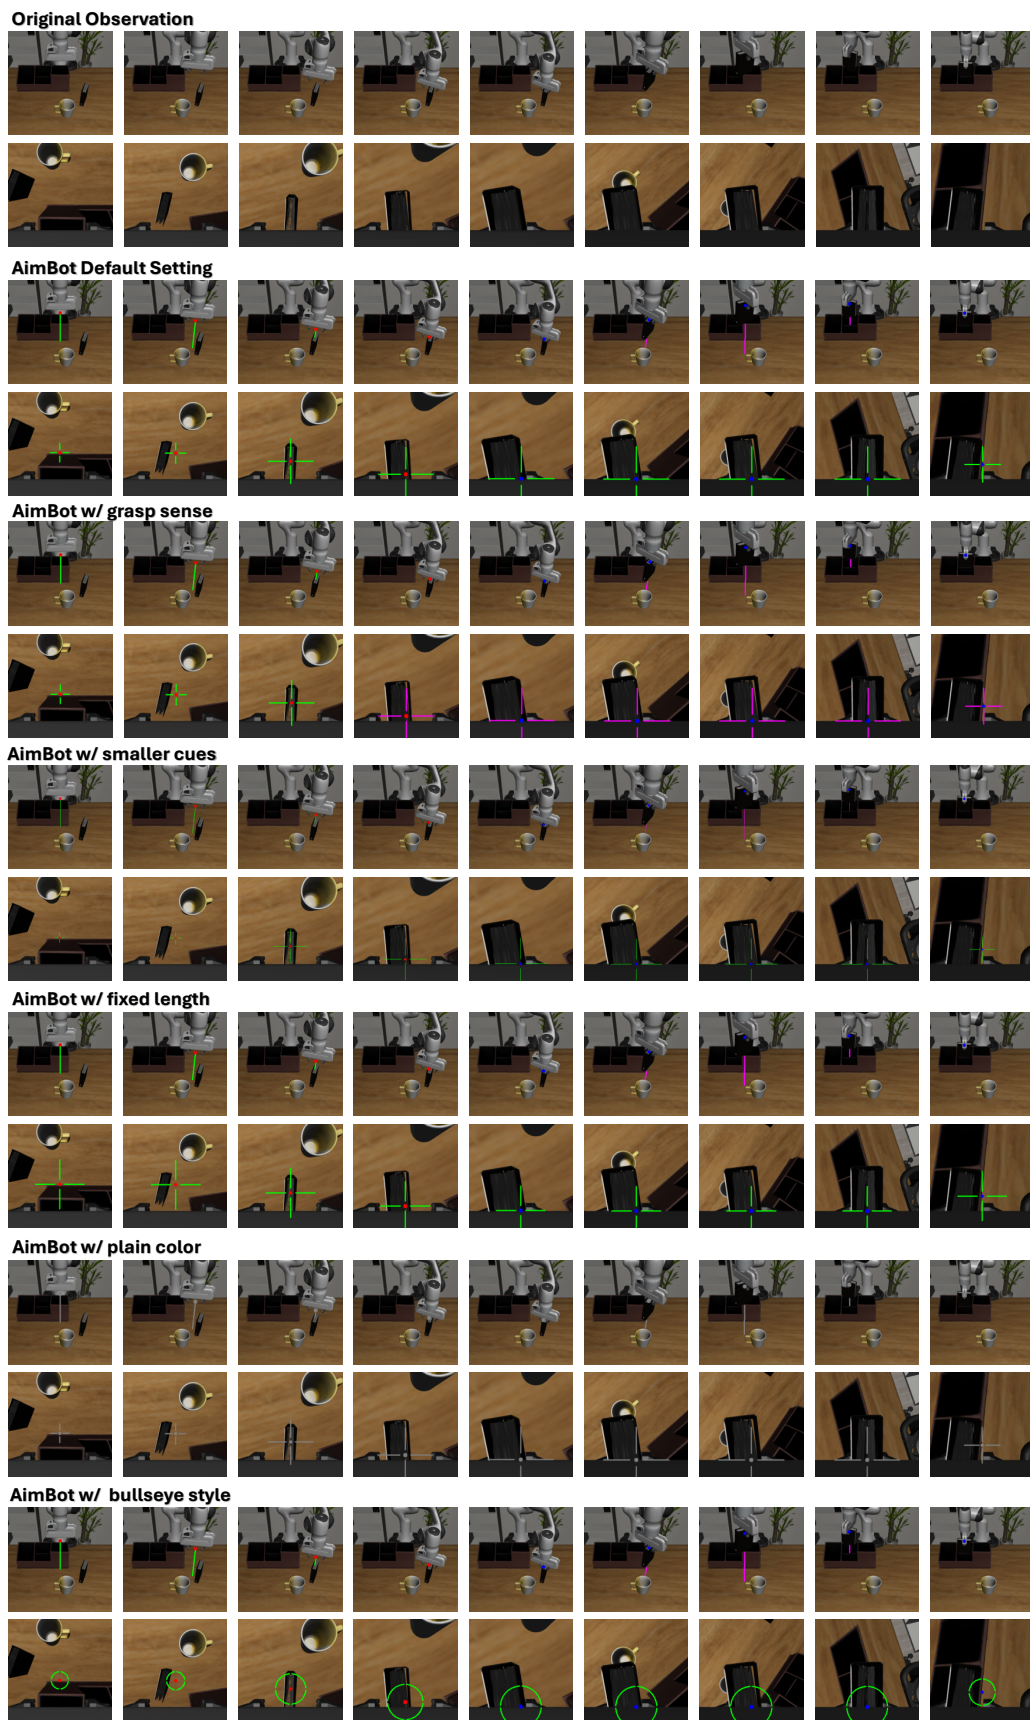 Original Observation
AimBot Default Setting
AimBot w/ grasp sense
AimBot w/ smaller cues
AimBot w/ fixed length
AimBot w/ plain color
AimBot w/ bullseye style